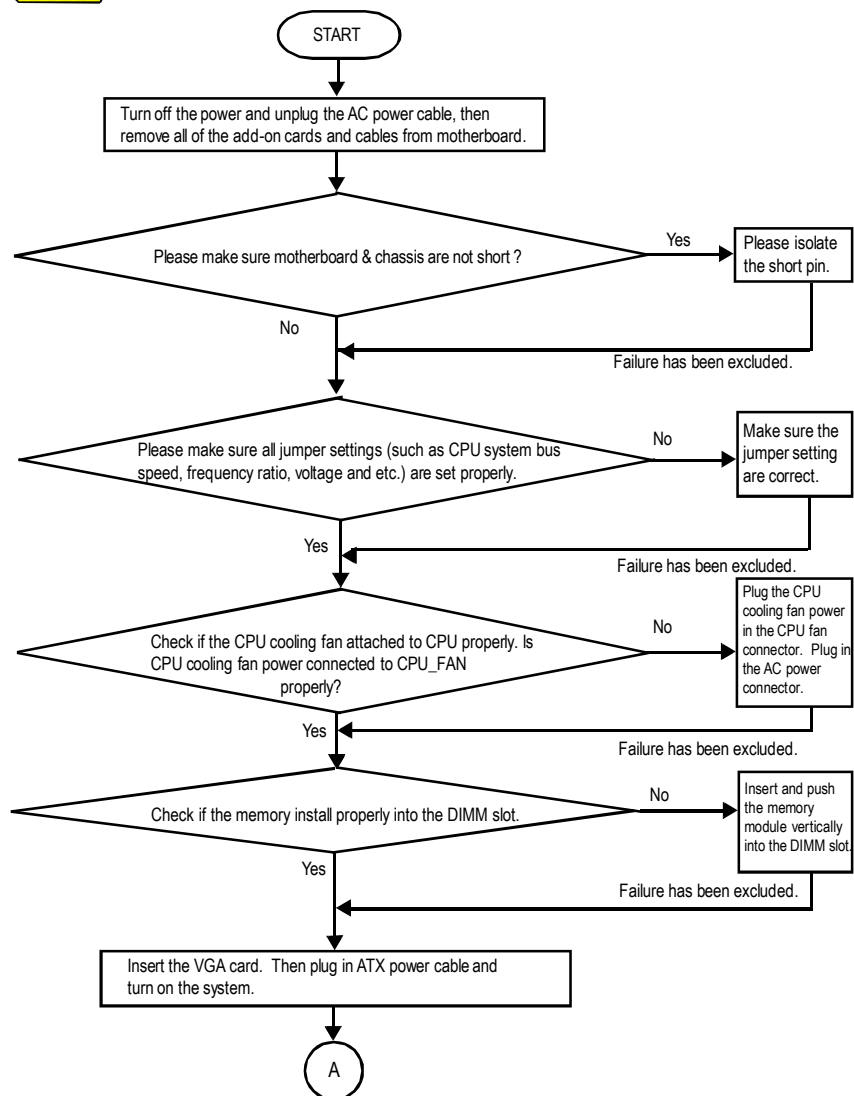 START
Turn off the power and unplug the AC power cable, then
remove all of the add-on cards and cables from motherboard.
Please make sure motherboard & chassis are not short ?
Yes
Please isolate
the short pin.
No
Failure has been excluded.
Please make sure all jumper settings (such as CPU system bus
speed, frequency ratio, voltage and etc.) are set properly.
No
Make sure the
jumper setting
are correct.
Yes
Failure has been excluded.
Check if the CPU cooling fan attached to CPU properly. Is
CPU cooling fan power connected to CPU_FAN
properly?
No
Plug the CPU
cooling fan power
in the CPU fan
connector. Plug in
the AC power
connector.
Yes
Failure has been excluded.
Check if the memory install properly into the DIMM slot.
No
Insert and push
the memory
module vertically
into the DIMM slot.
Yes
Failure has been excluded.
Insert the VGA card. Then plug in ATX power cable and
turn on the system.
A